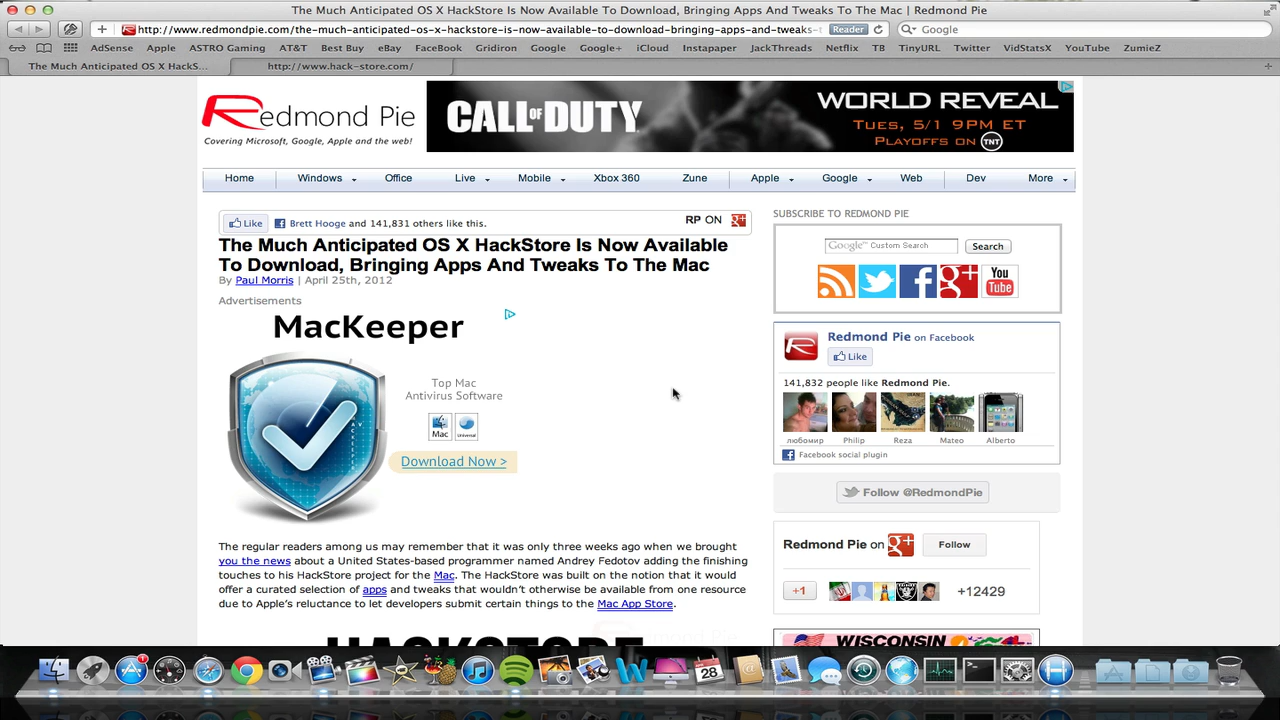 The Much Anticipated OS X HackStore Is Now Available To Download, Bringing Apps And Tweaks To The Mac | Redmond Pie
http://www.redmondpie.com/the-much-anticipated-os-x-hackstore-is-now-available-to-download-bringing-apps-and-tweaks-t
Reader
Google
AdSense Apple ASTRO Gaming AT&T Best Buy eBay FaceBook Gridiron Google Google+ iCloud Instapaper JackThreads Netflix TB TinyURL Twitter VidStatsX YouTube ZumieZ
The Much Anticipated OS X HackS...
http://www.hack-store.com/
Redmond Pie
Covering Microsoft, Google, Apple and the web!
CALL OF DUTY
WORLD REVEAL
TUES, 5/1 9PM ET
PLAYOFFS ON TNT
Home Windows Office Live Mobile Xbox 360 Zune Apple Google Web Dev More
Like Brett Hooge and 141,831 others like this.
RP ON g+
The Much Anticipated OS X HackStore Is Now Available
To Download, Bringing Apps And Tweaks To The Mac
By Paul Morris | April 25th, 2012
Advertisements
MacKeeper
Top Mac
Antivirus Software
Mac Universal
Download Now >
The regular readers among us may remember that it was only three weeks ago when we brought
you the news about a United States-based programmer named Andrey Fedotov adding the finishing
touches to his HackStore project for the Mac. The HackStore was built on the notion that it would
offer a curated selection of apps and tweaks that wouldn't otherwise be available from one resource
due to Apple's reluctance to let developers submit certain things to the Mac App Store.
Redmond Pie
HACKSTORE
SUBSCRIBE TO REDMOND PIE
Google™ Custom Search
Search
You
Tube
Redmond Pie on Facebook
Like
141,832 people like Redmond Pie.
любомир Philip Reza Mateo Alberto
Facebook social plugin
Follow @RedmondPie
Redmond Pie on g+ Follow
+1
RAIDERS
+12429
WISCONSIN
1
28